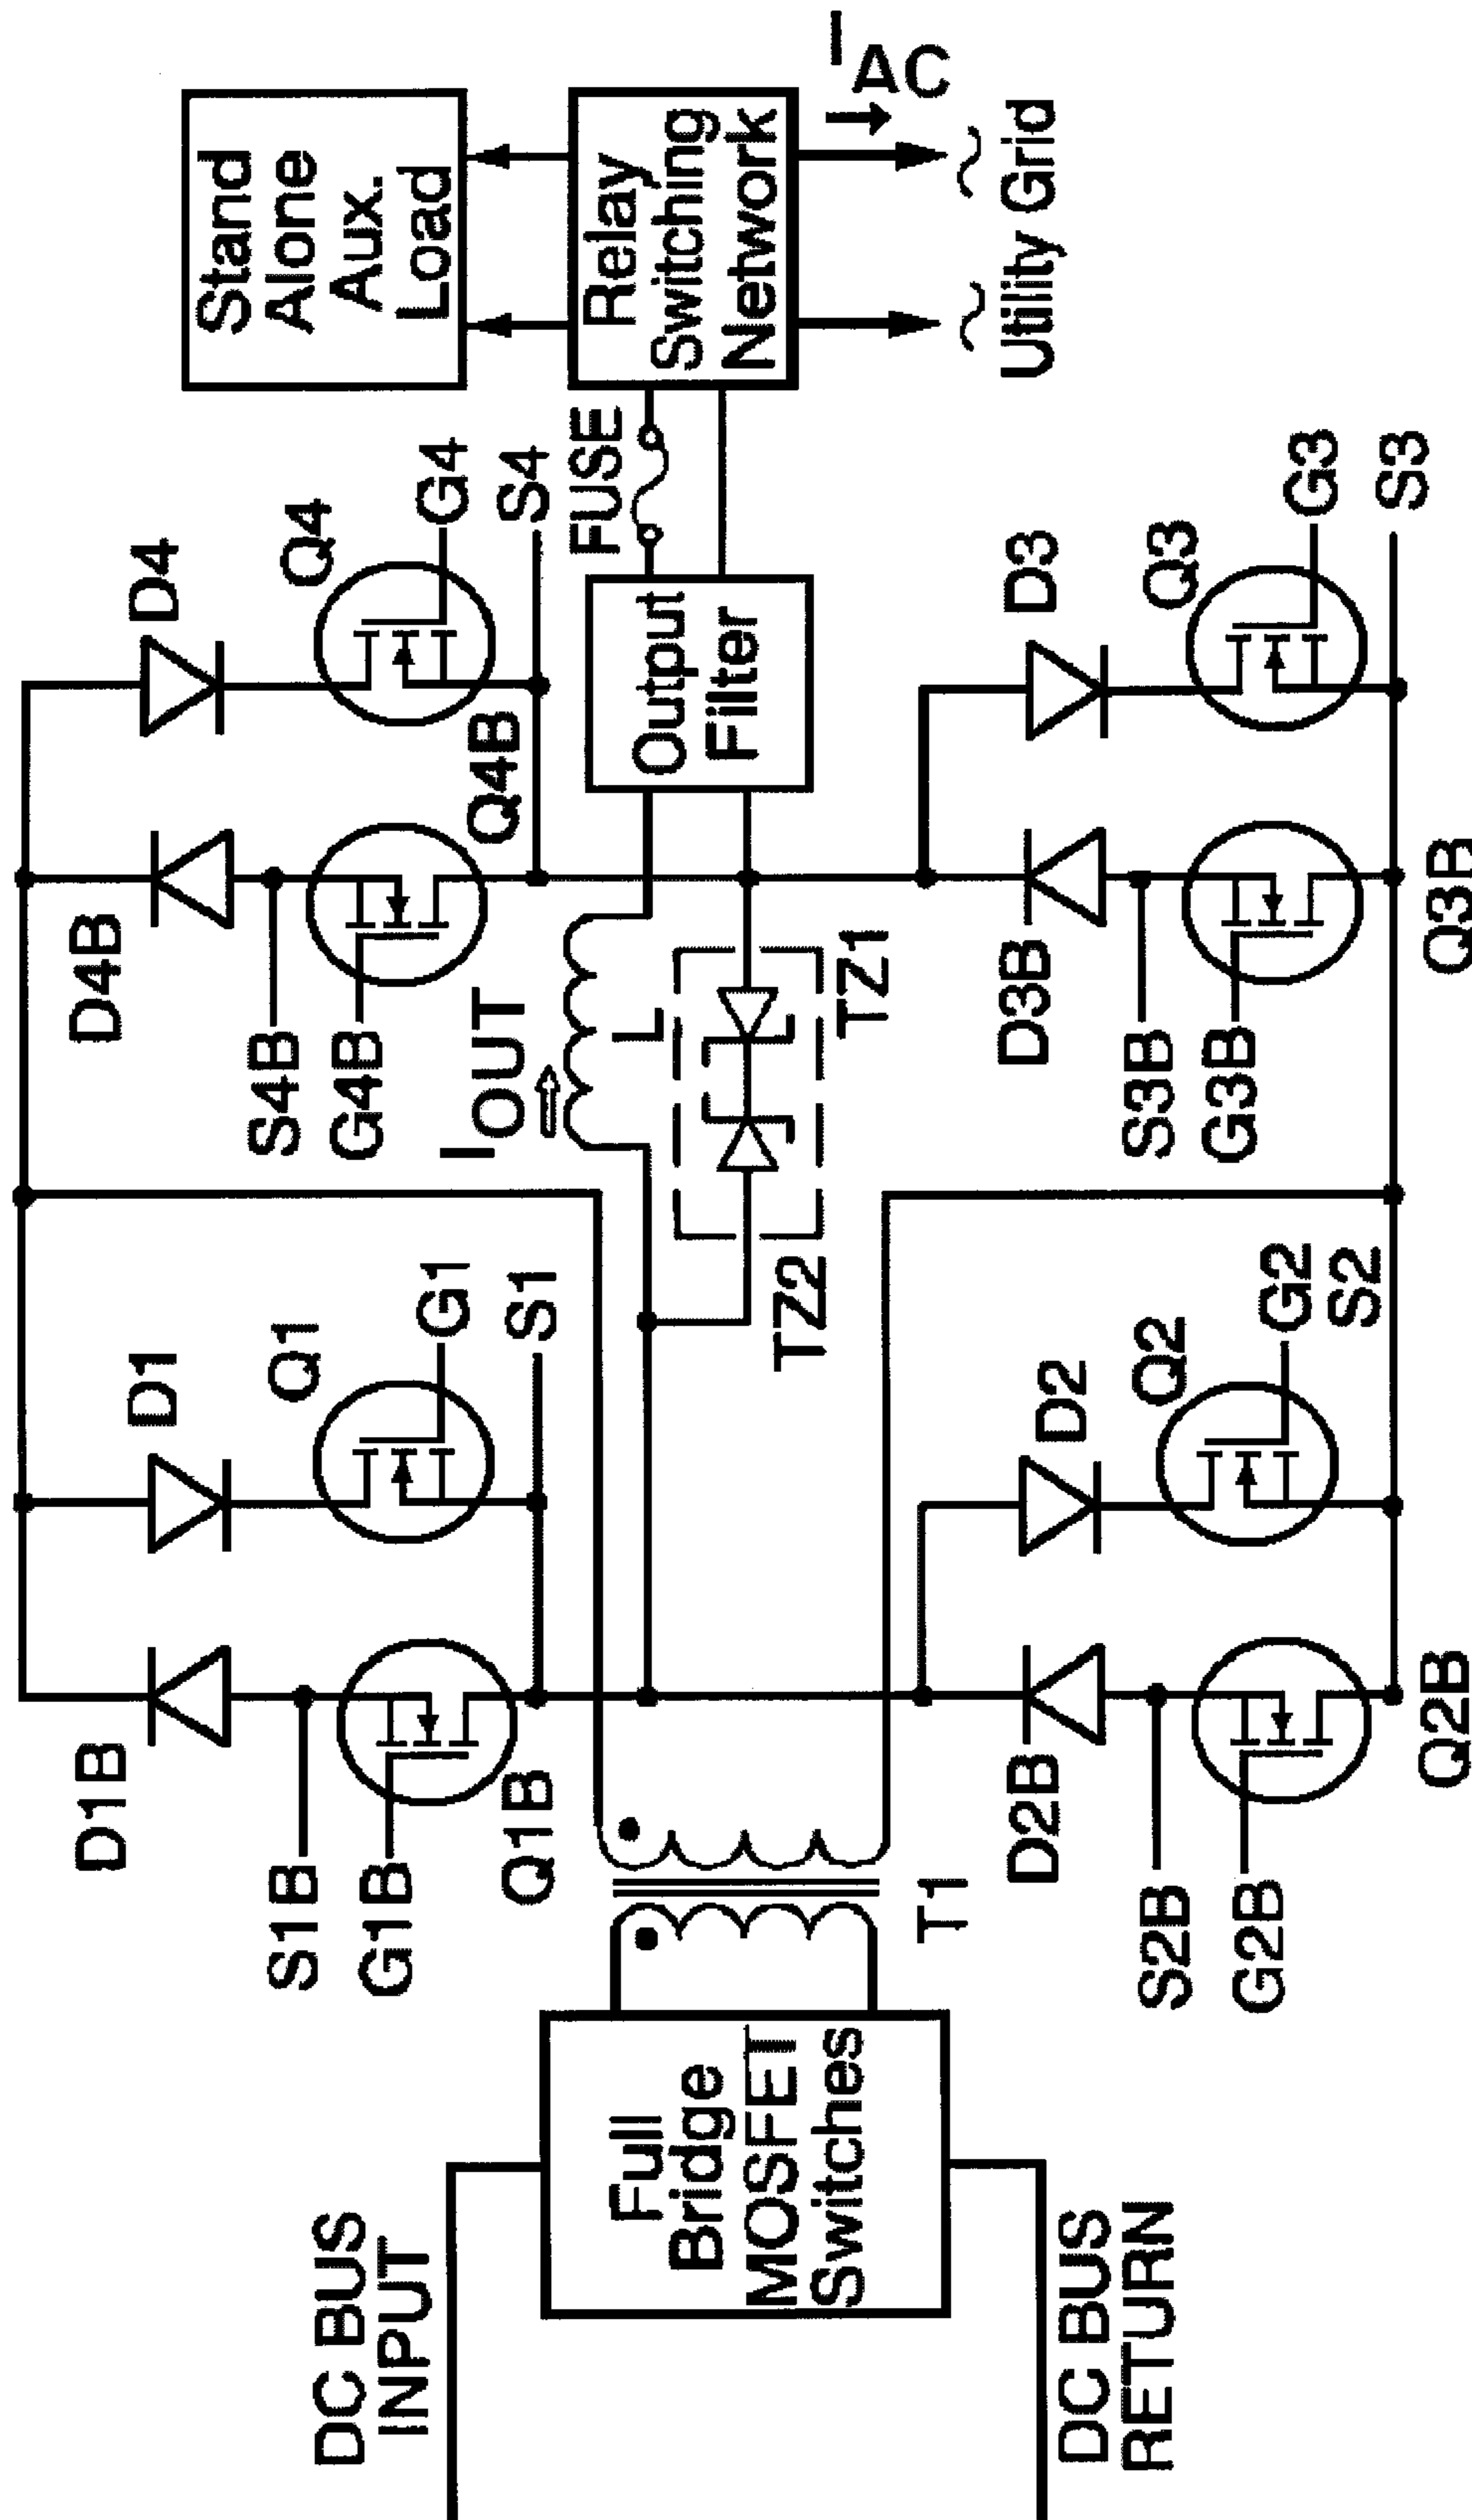 DC BUS
INPUT
DC BUS
RETURN
Full
Bridge
MOSFET
Switches
T1
D1B
S1B
G1B
Q1B
D1
Q1
G1
S1
D2B
S2B
G2B
Q2B
D2
Q2
G2
S2
TZ2
TZ1
I OUT
L
D4B
S4B
G4B
Q4B
D4
Q4
G4
S4
D3B
S3B
G3B
Q3B
D3
Q3
G3
S3
Output
Filter
FUSE
Relay
Switching
Network
Stand
Alone
Aux.
Load
I AC
~ ~
Utility Grid